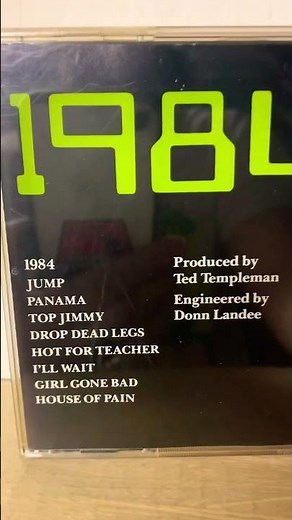 1984
1984
JUMP
PANAMA
TOP JIMMY
DROP DEAD LEGS
HOT FOR TEACHER
I'LL WAIT
GIRL GONE BAD
HOUSE OF PAIN
Produced by
Ted Templeman
Engineered by
Donn Landee